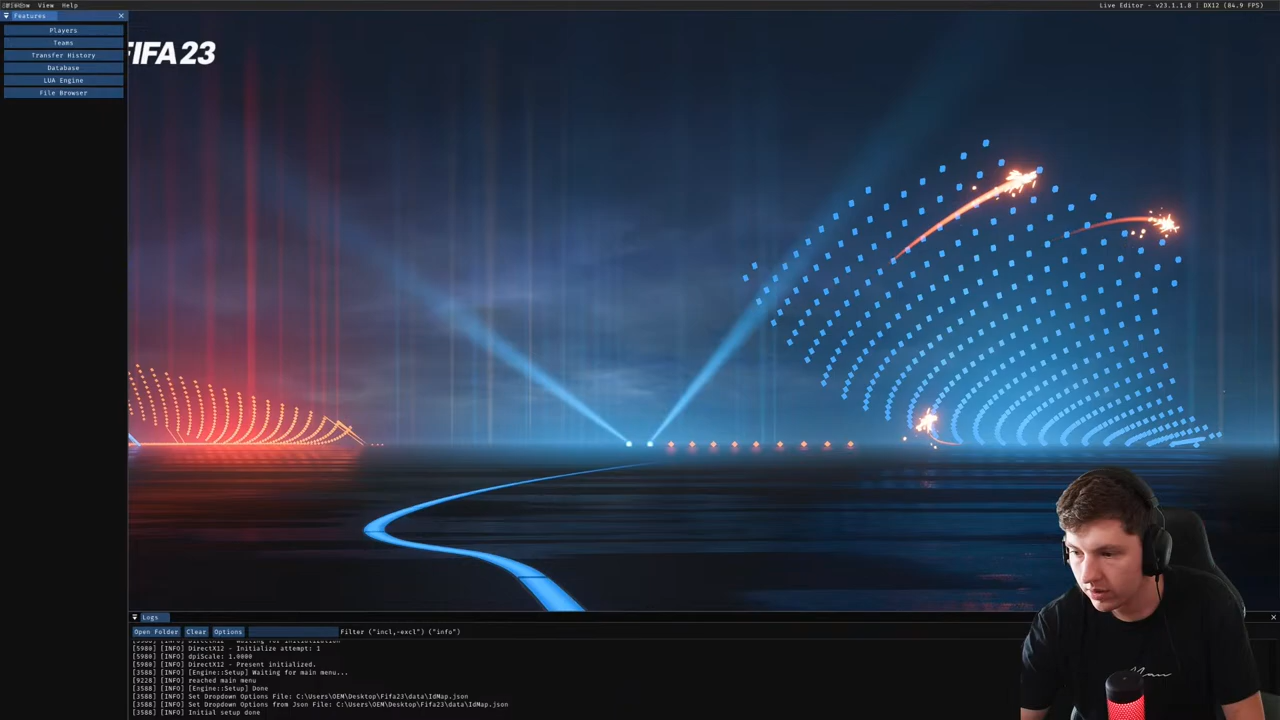 View Help
Live Editor - v23.1.1.8 | DX12 (84.9 FPS)
Features
Players
Teams
Transfer History
Database
LUA Engine
File Browser
FIFA 23
Logs
Open Folder Clear Options Filter ("incl,-excl") ("info")
[5980] [INFO] DirectX12 - Initialize attempt: 1
[5980] [INFO] dpiScale: 1.0000
[5980] [INFO] DirectX12 - Present initialized.
[3588] [INFO] [Engine::Setup] Waiting for main menu...
[9228] [INFO] reached main menu
[3588] [INFO] [Engine::Setup] Done
[3588] [INFO] Set Dropdown Options File: C:\Users\OEM\Desktop\Fifa23\data\IdMap.json
[3588] [INFO] Set Dropdown Options from Json File: C:\Users\OEM\Desktop\Fifa23\data\IdMap.json
[3588] [INFO] Initial setup done